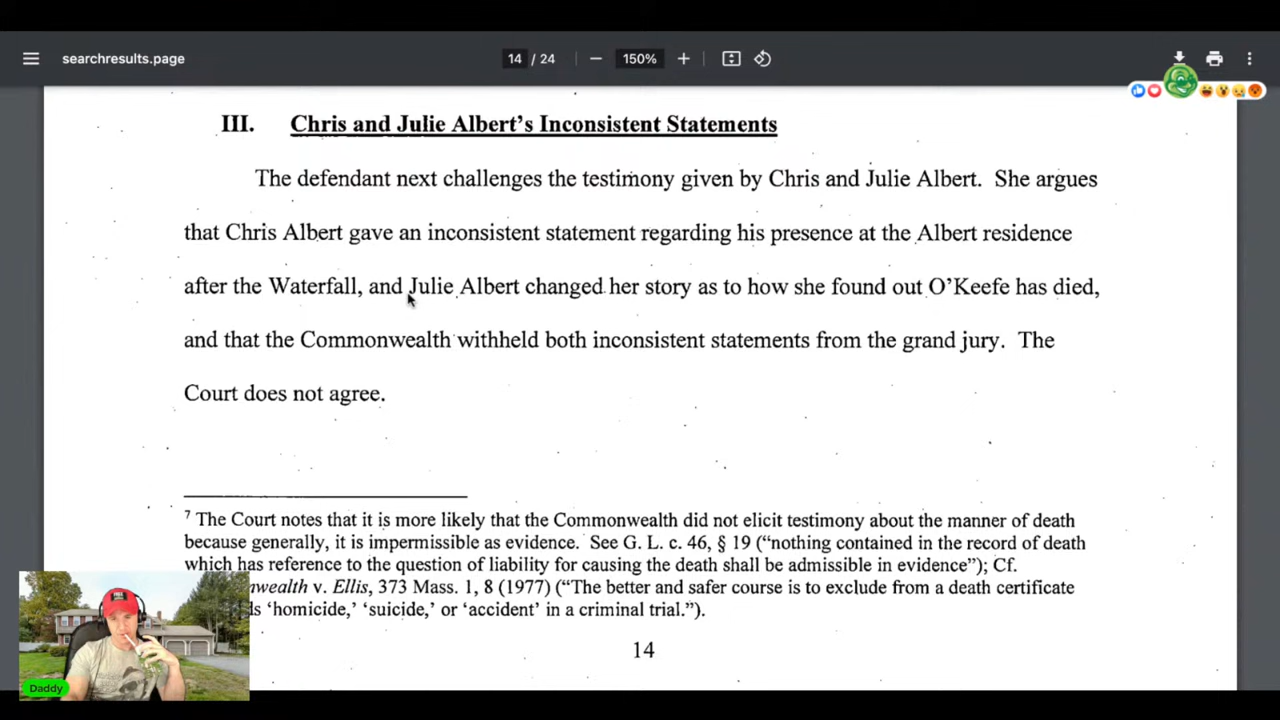 searchresults.page
14 / 24
150%
III. Chris and Julie Albert's Inconsistent Statements
The defendant next challenges the testimony given by Chris and Julie Albert. She argues
that Chris Albert gave an inconsistent statement regarding his presence at the Albert residence
after the Waterfall, and Julie Albert changed her story as to how she found out O'Keefe has died,
and that the Commonwealth withheld both inconsistent statements from the grand jury. The
Court does not agree.
7 The Court notes that it is more likely that the Commonwealth did not elicit testimony about the manner of death
because generally, it is impermissible as evidence. See G. L. c. 46, § 19 ("nothing contained in the record of death
which has reference to the question of liability for causing the death shall be admissible in evidence"); Cf.
wealth v. Ellis, 373 Mass. 1, 8 (1977) ("The better and safer course is to exclude from a death certificate
'homicide,' 'suicide,' or 'accident' in a criminal trial.").
14
FREE
Daddy